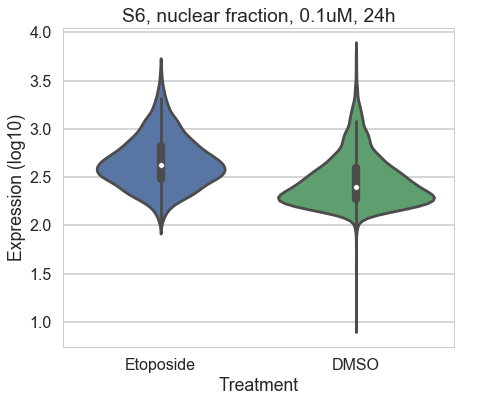 S6, nuclear fraction, 0.1uM, 24h
Expression (log10)
4.0
3.5
3.0
2.5
2.0
1.5
1.0
Etoposide DMSO
Treatment